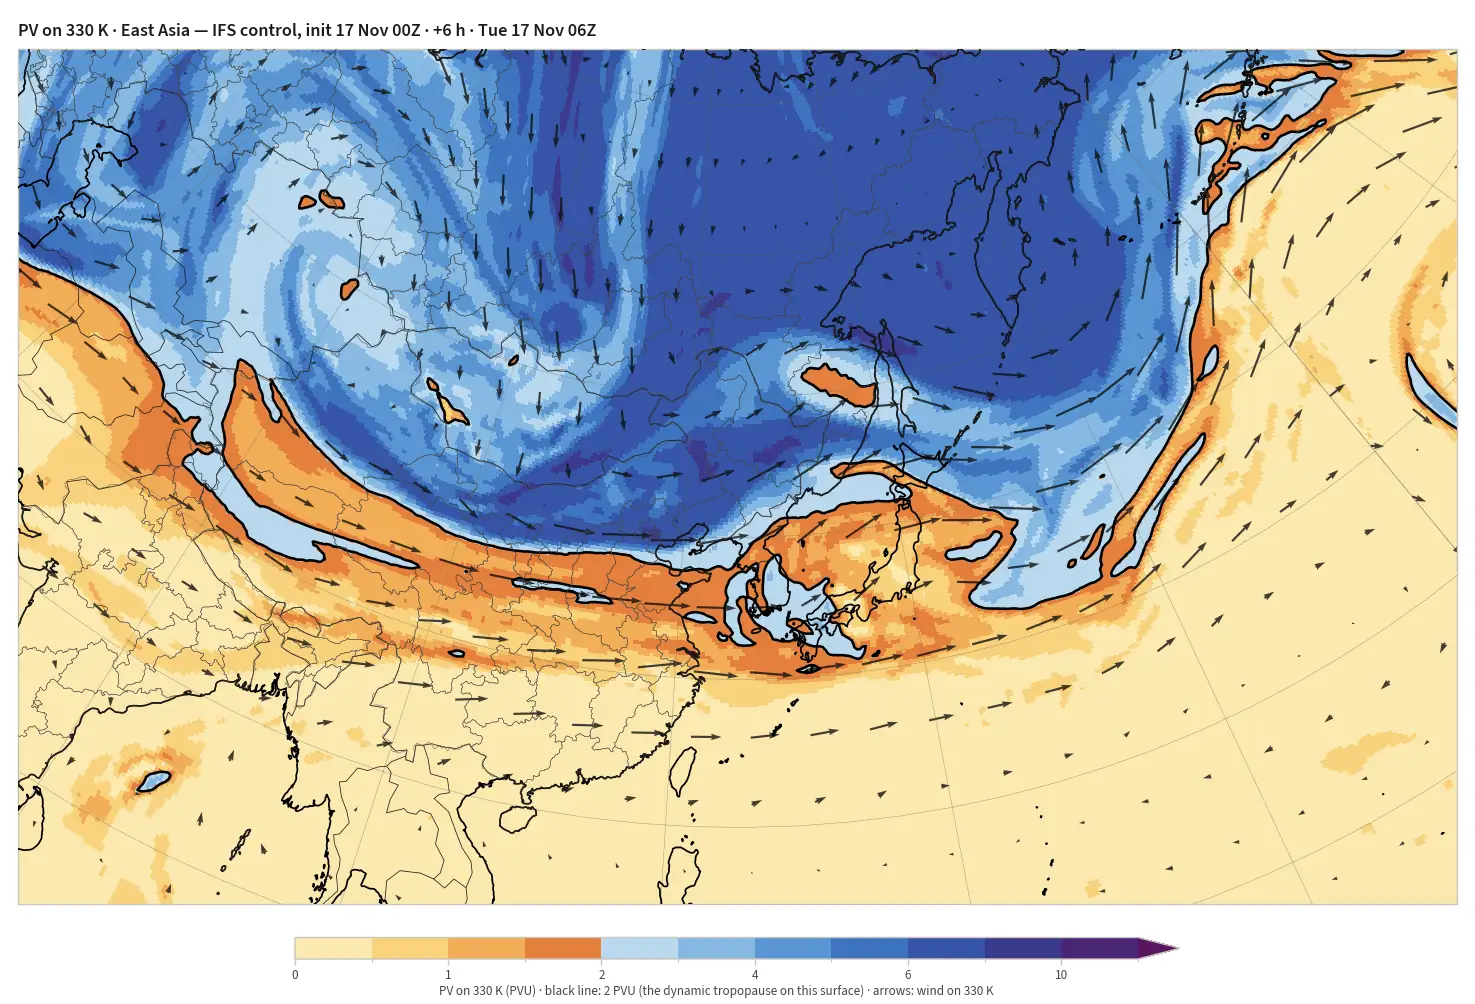 PV on 330 K · East Asia — IFS control, init 17 Nov 00Z · +6 h · Tue 17 Nov 06Z
0 1 2 4 6 10
PV on 330 K (PVU) · black line: 2 PVU (the dynamic tropopause on this surface) · arrows: wind on 330 K